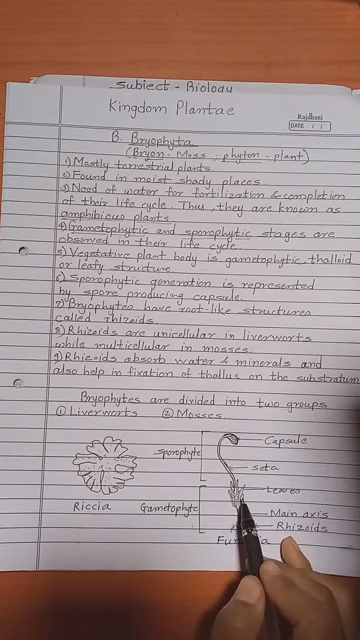 Subject - Biology
Kingdom Plantae
Rajdhani
DATE / /
B. Bryophyta
(Bryon - Moss ; phyton - plant)
1) Mostly terrestrial plants.
2) Found in moist shady places.
3) Need of water for fertilization & completion
of their life cycle. Thus they are known as
amphibious plants.
4) Gametophytic and sporophytic stages are
observed in their life cycle.
5) Vegetative plant body is gametophytic, thalloid
or leafy structure.
6) Sporophytic generation is represented
by spore producing capsule.
7) Bryophytes have root-like structures
called rhizoids.
8) Rhizoids are unicellular in liverworts
while multicellular in mosses.
9) Rhizoids absorb water & minerals and
also help in fixation of thallus on the substratum
Bryophytes are divided into two groups
① Liverworts ② Mosses
Capsule
Sporophyte
seta
Leaves
Riccia
Gametophyte
Main axis
Rhizoids